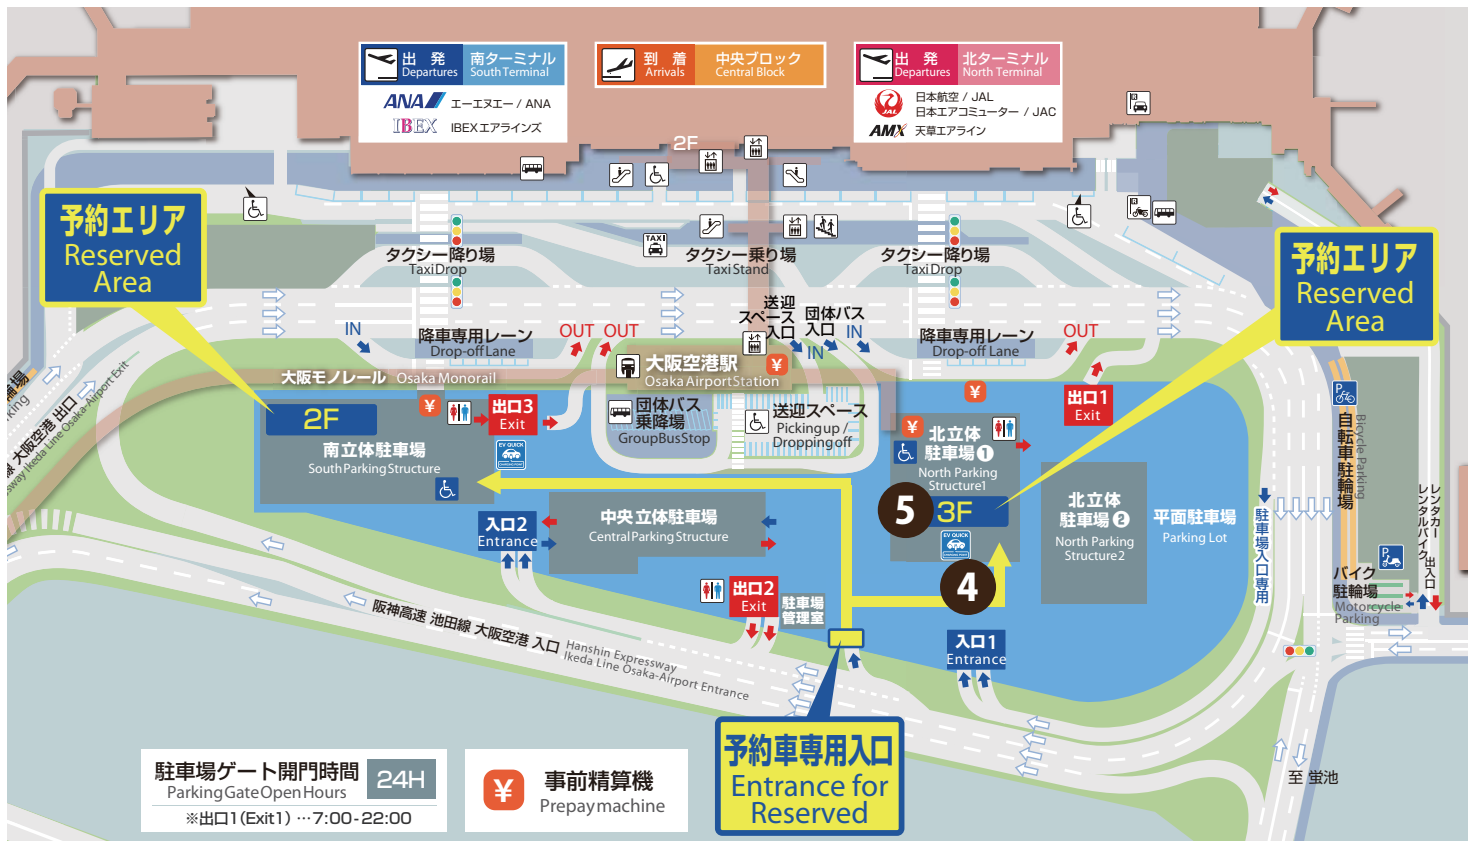 出 発
Departures
南ターミナル
South Terminal
ANA エーエヌエー / ANA
IBEX IBEXエアラインズ
到 着
Arrivals
中央ブロック
Central Block
出 発
Departures
北ターミナル
North Terminal
JAL
日本航空 / JAL
日本エアコミューター / JAC
AMX 天草エアライン
2F
予約エリア
Reserved
Area
予約エリア
Reserved
Area
TAXI
タクシー降り場
Taxi Drop
タクシー乗り場
Taxi Stand
タクシー降り場
Taxi Drop
IN
降車専用レーン
Drop-off Lane
OUT
OUT
送迎
スペース
入口
IN
団体バス
入口
IN
降車専用レーン
Drop-off Lane
OUT
大阪モノレール Osaka Monorail
大阪空港駅
Osaka Airport Station
¥
¥
¥
¥
2F
南立体駐車場
South Parking Structure
出口3
Exit
EV QUICK
団体バス
乗降場
Group Bus Stop
送迎スペース
Picking up /
Dropping off
北立体
駐車場1
North Parking
Structure1
5
3F
EV QUICK
4
出口1
Exit
北立体
駐車場2
North Parking
Structure2
平面駐車場
Parking Lot
駐車場入口専用
P
自転車駐輪場
Bicycle Parking
レンタカー
レンタルバイク
出入口
P
バイク
駐輪場
Motorcycle
Parking
入口2
Entrance
中央立体駐車場
Central Parking Structure
出口2
Exit
駐車場
管理室
入口1
Entrance
大阪空港 出口
Ikeda Line Osaka-Airport Exit
阪神高速 池田線 大阪空港 入口
Hanshin Expressway
Ikeda Line Osaka-Airport Entrance
予約車専用入口
Entrance for
Reserved
至 蛍池
駐車場ゲート開門時間
Parking Gate Open Hours
24H
※出口1(Exit1) …7:00-22:00
¥
事前精算機
Prepay machine